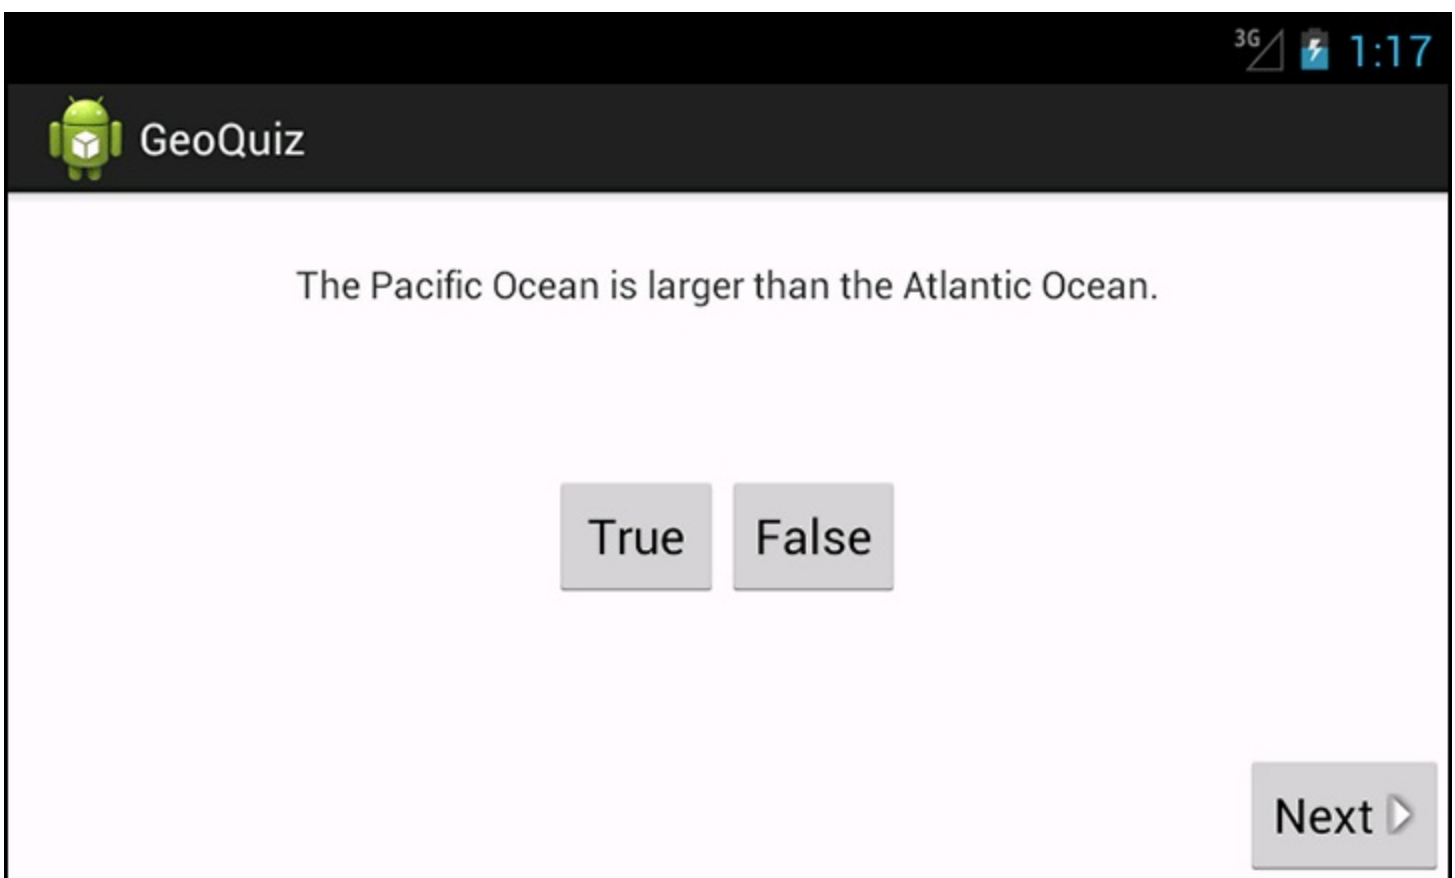 3G 1:17
GeoQuiz
The Pacific Ocean is larger than the Atlantic Ocean.
True False
Next